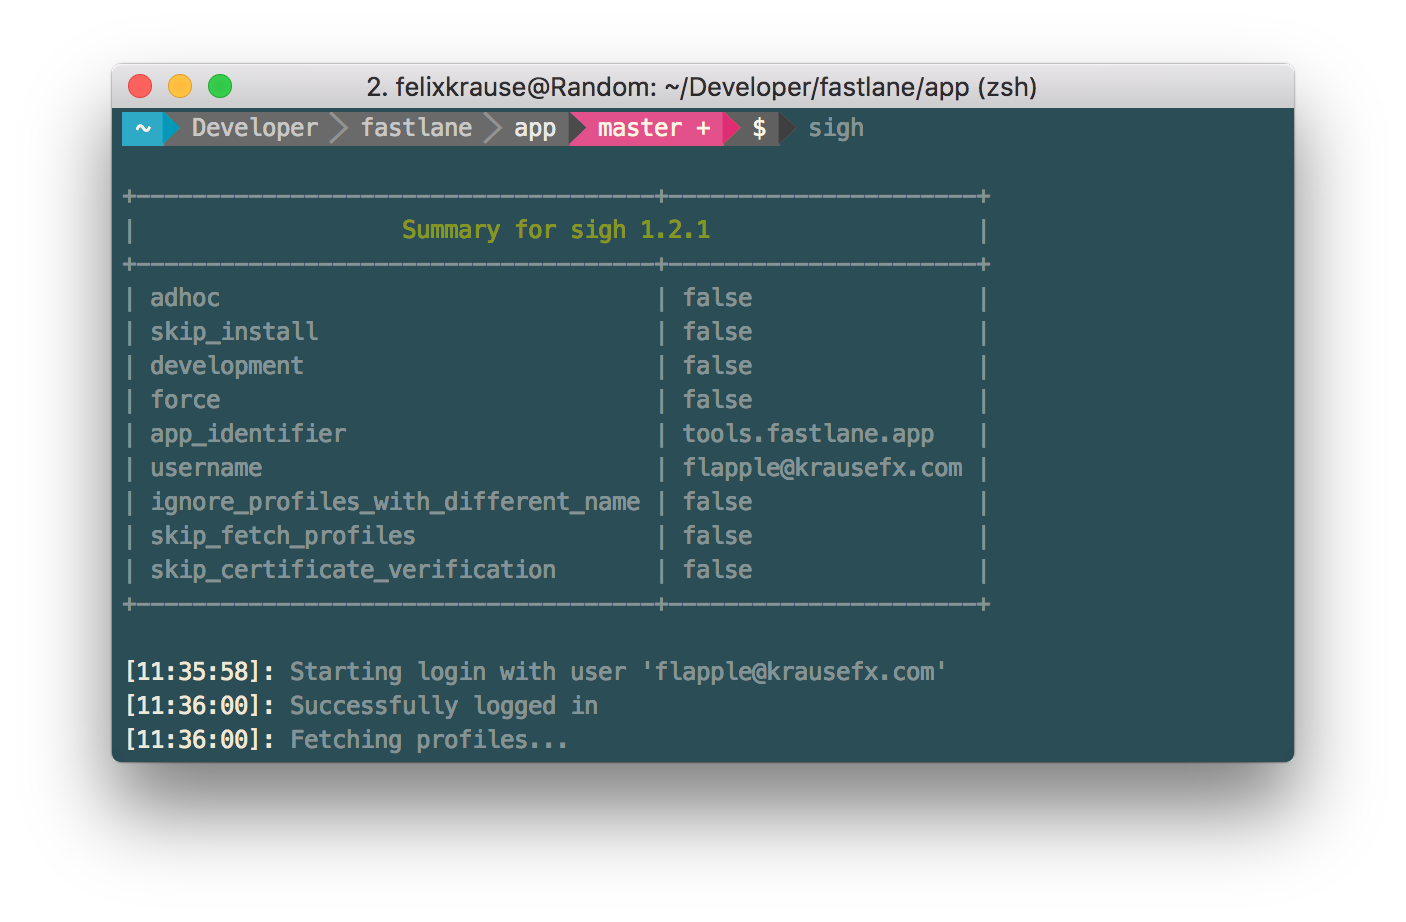 2. felixkrause@Random: ~/Developer/fastlane/app (zsh)
~ Developer fastlane app master + $ sigh
+-------------------------------------+----------------------+
| Summary for sigh 1.2.1 |
+-------------------------------------+----------------------+
| adhoc | false |
| skip_install | false |
| development | false |
| force | false |
| app_identifier | tools.fastlane.app |
| username | flapple@krausefx.com |
| ignore_profiles_with_different_name | false |
| skip_fetch_profiles | false |
| skip_certificate_verification | false |
+-------------------------------------+----------------------+
[11:35:58]: Starting login with user 'flapple@krausefx.com'
[11:36:00]: Successfully logged in
[11:36:00]: Fetching profiles...